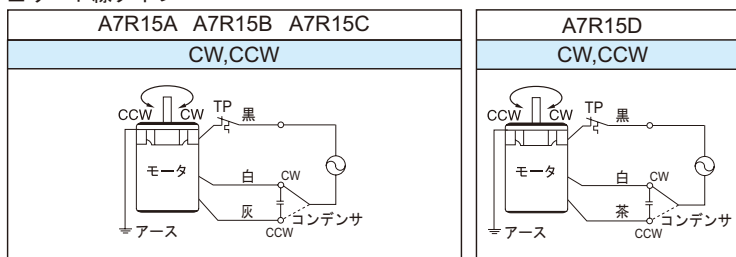 A7R15A A7R15B A7R15C
CW,CCW
CCW CW TP 黒
モータ
白 CW
灰 コンデンサ
CCW
アース
A7R15D
CW,CCW
CCW CW TP 黒
モータ
白 CW
茶 コンデンサ
CCW
アース